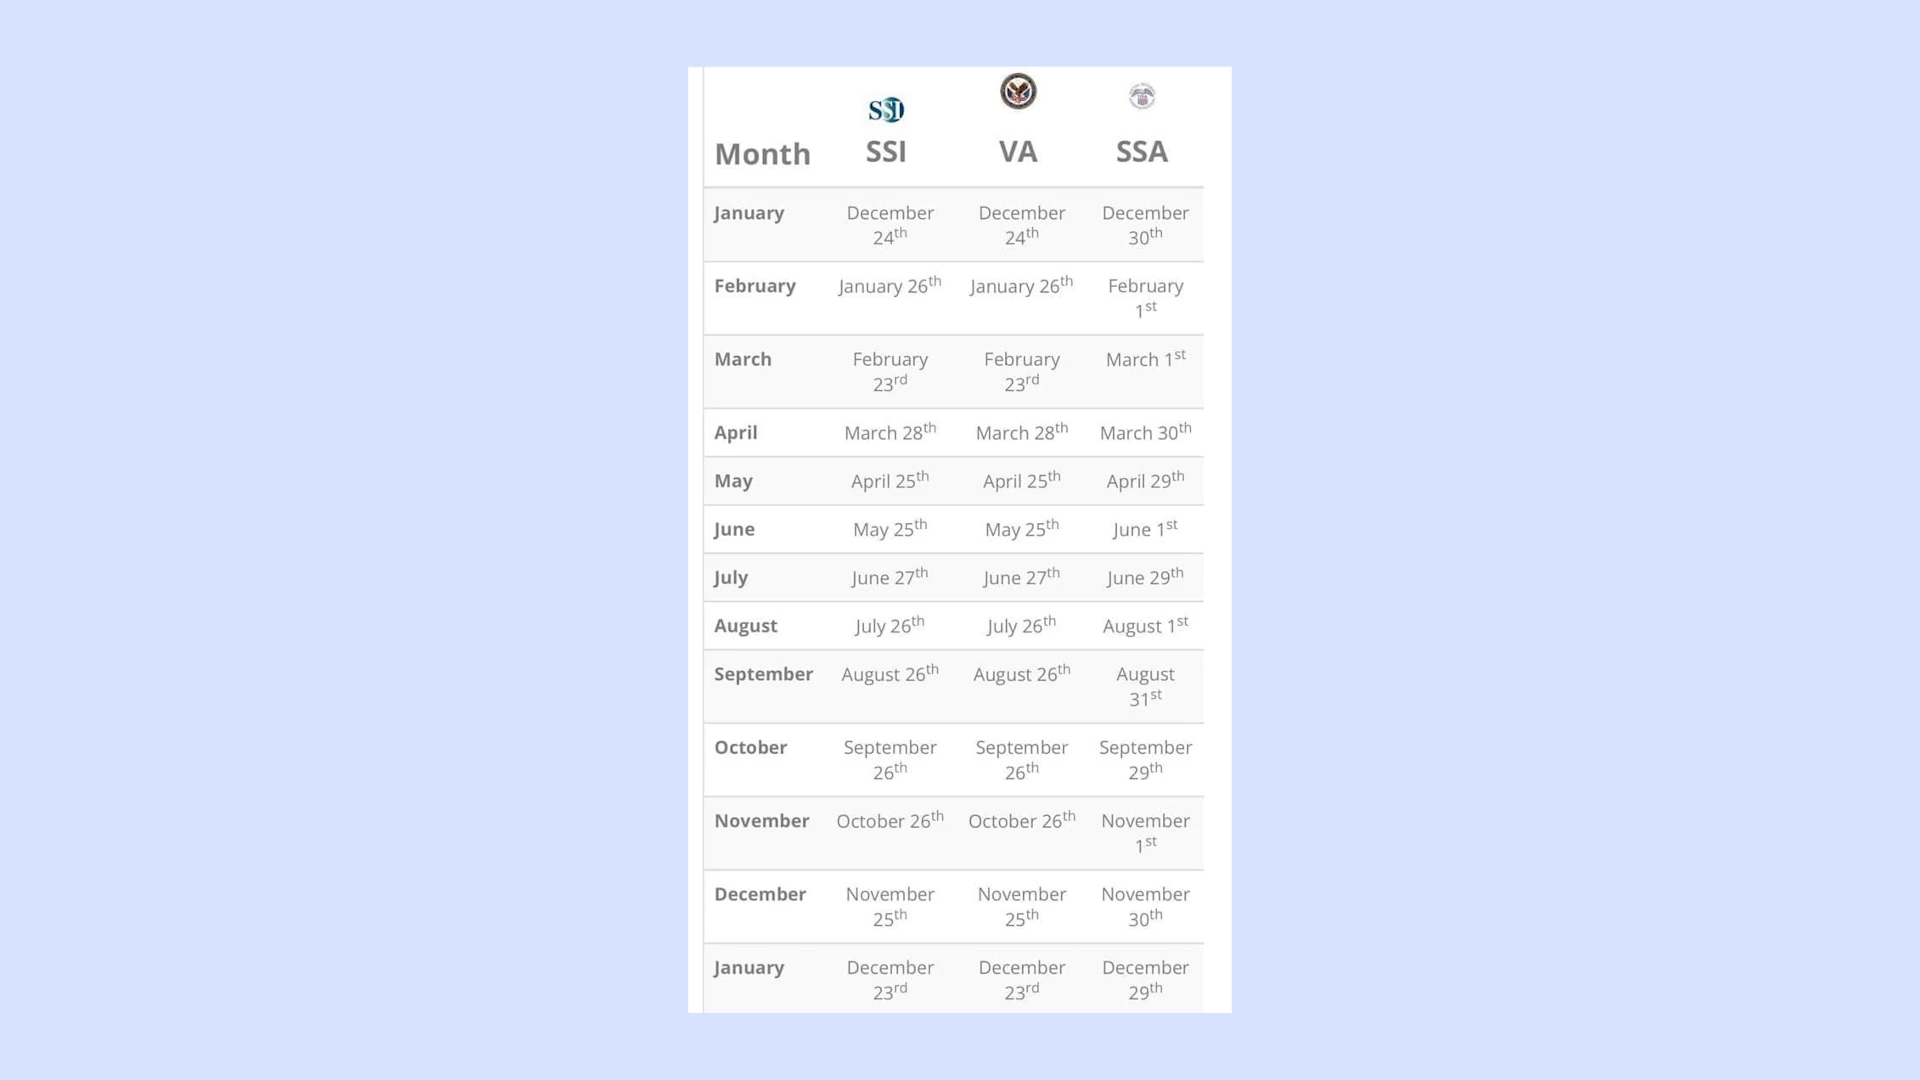 SSI
Month SSI VA SSA
January December 24th December 24th December 30th
February January 26th January 26th February 1st
March February 23rd February 23rd March 1st
April March 28th March 28th March 30th
May April 25th April 25th April 29th
June May 25th May 25th June 1st
July June 27th June 27th June 29th
August July 26th July 26th August 1st
September August 26th August 26th August 31st
October September 26th September 26th September 29th
November October 26th October 26th November 1st
December November 25th November 25th November 30th
January December 23rd December 23rd December 29th